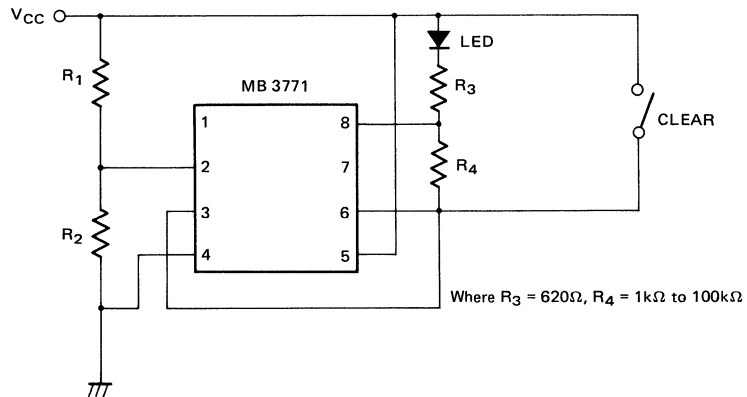 VCC
LED
R1
MB 3771
R3
1
8
CLEAR
2
7
R4
R2
3
6
4
5
Where R3 = 620Ω, R4 = 1kΩ to 100kΩ